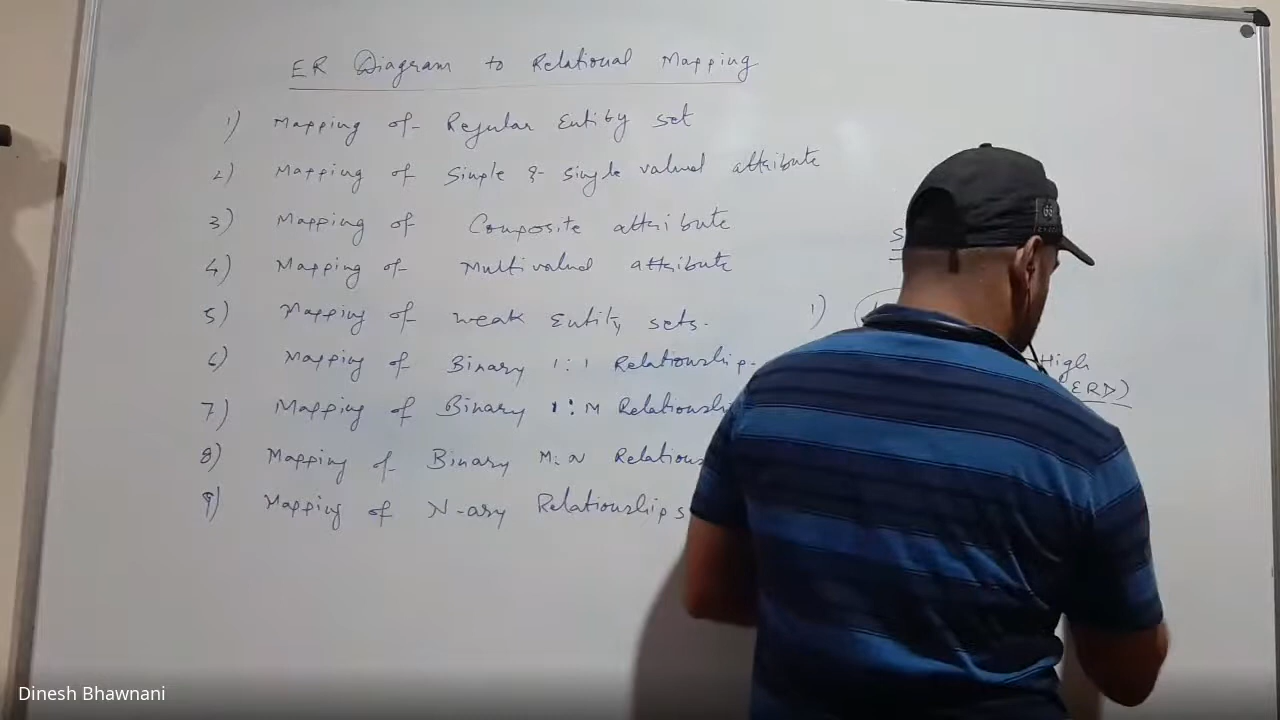 ER Diagram to Relational Mapping
1) Mapping of Regular Entity set
2) Mapping of Simple & Single valued attribute
3) Mapping of Composite attribute
4) Mapping of Multivalued attribute
5) Mapping of weak Entity sets.
6) Mapping of Binary 1:1 Relationship.
7) Mapping of Binary 1:M Relationshi
8) Mapping of Binary M:N Relations
9) Mapping of N-ary Relationships
S
1)
High
ERD)
Dinesh Bhawnani